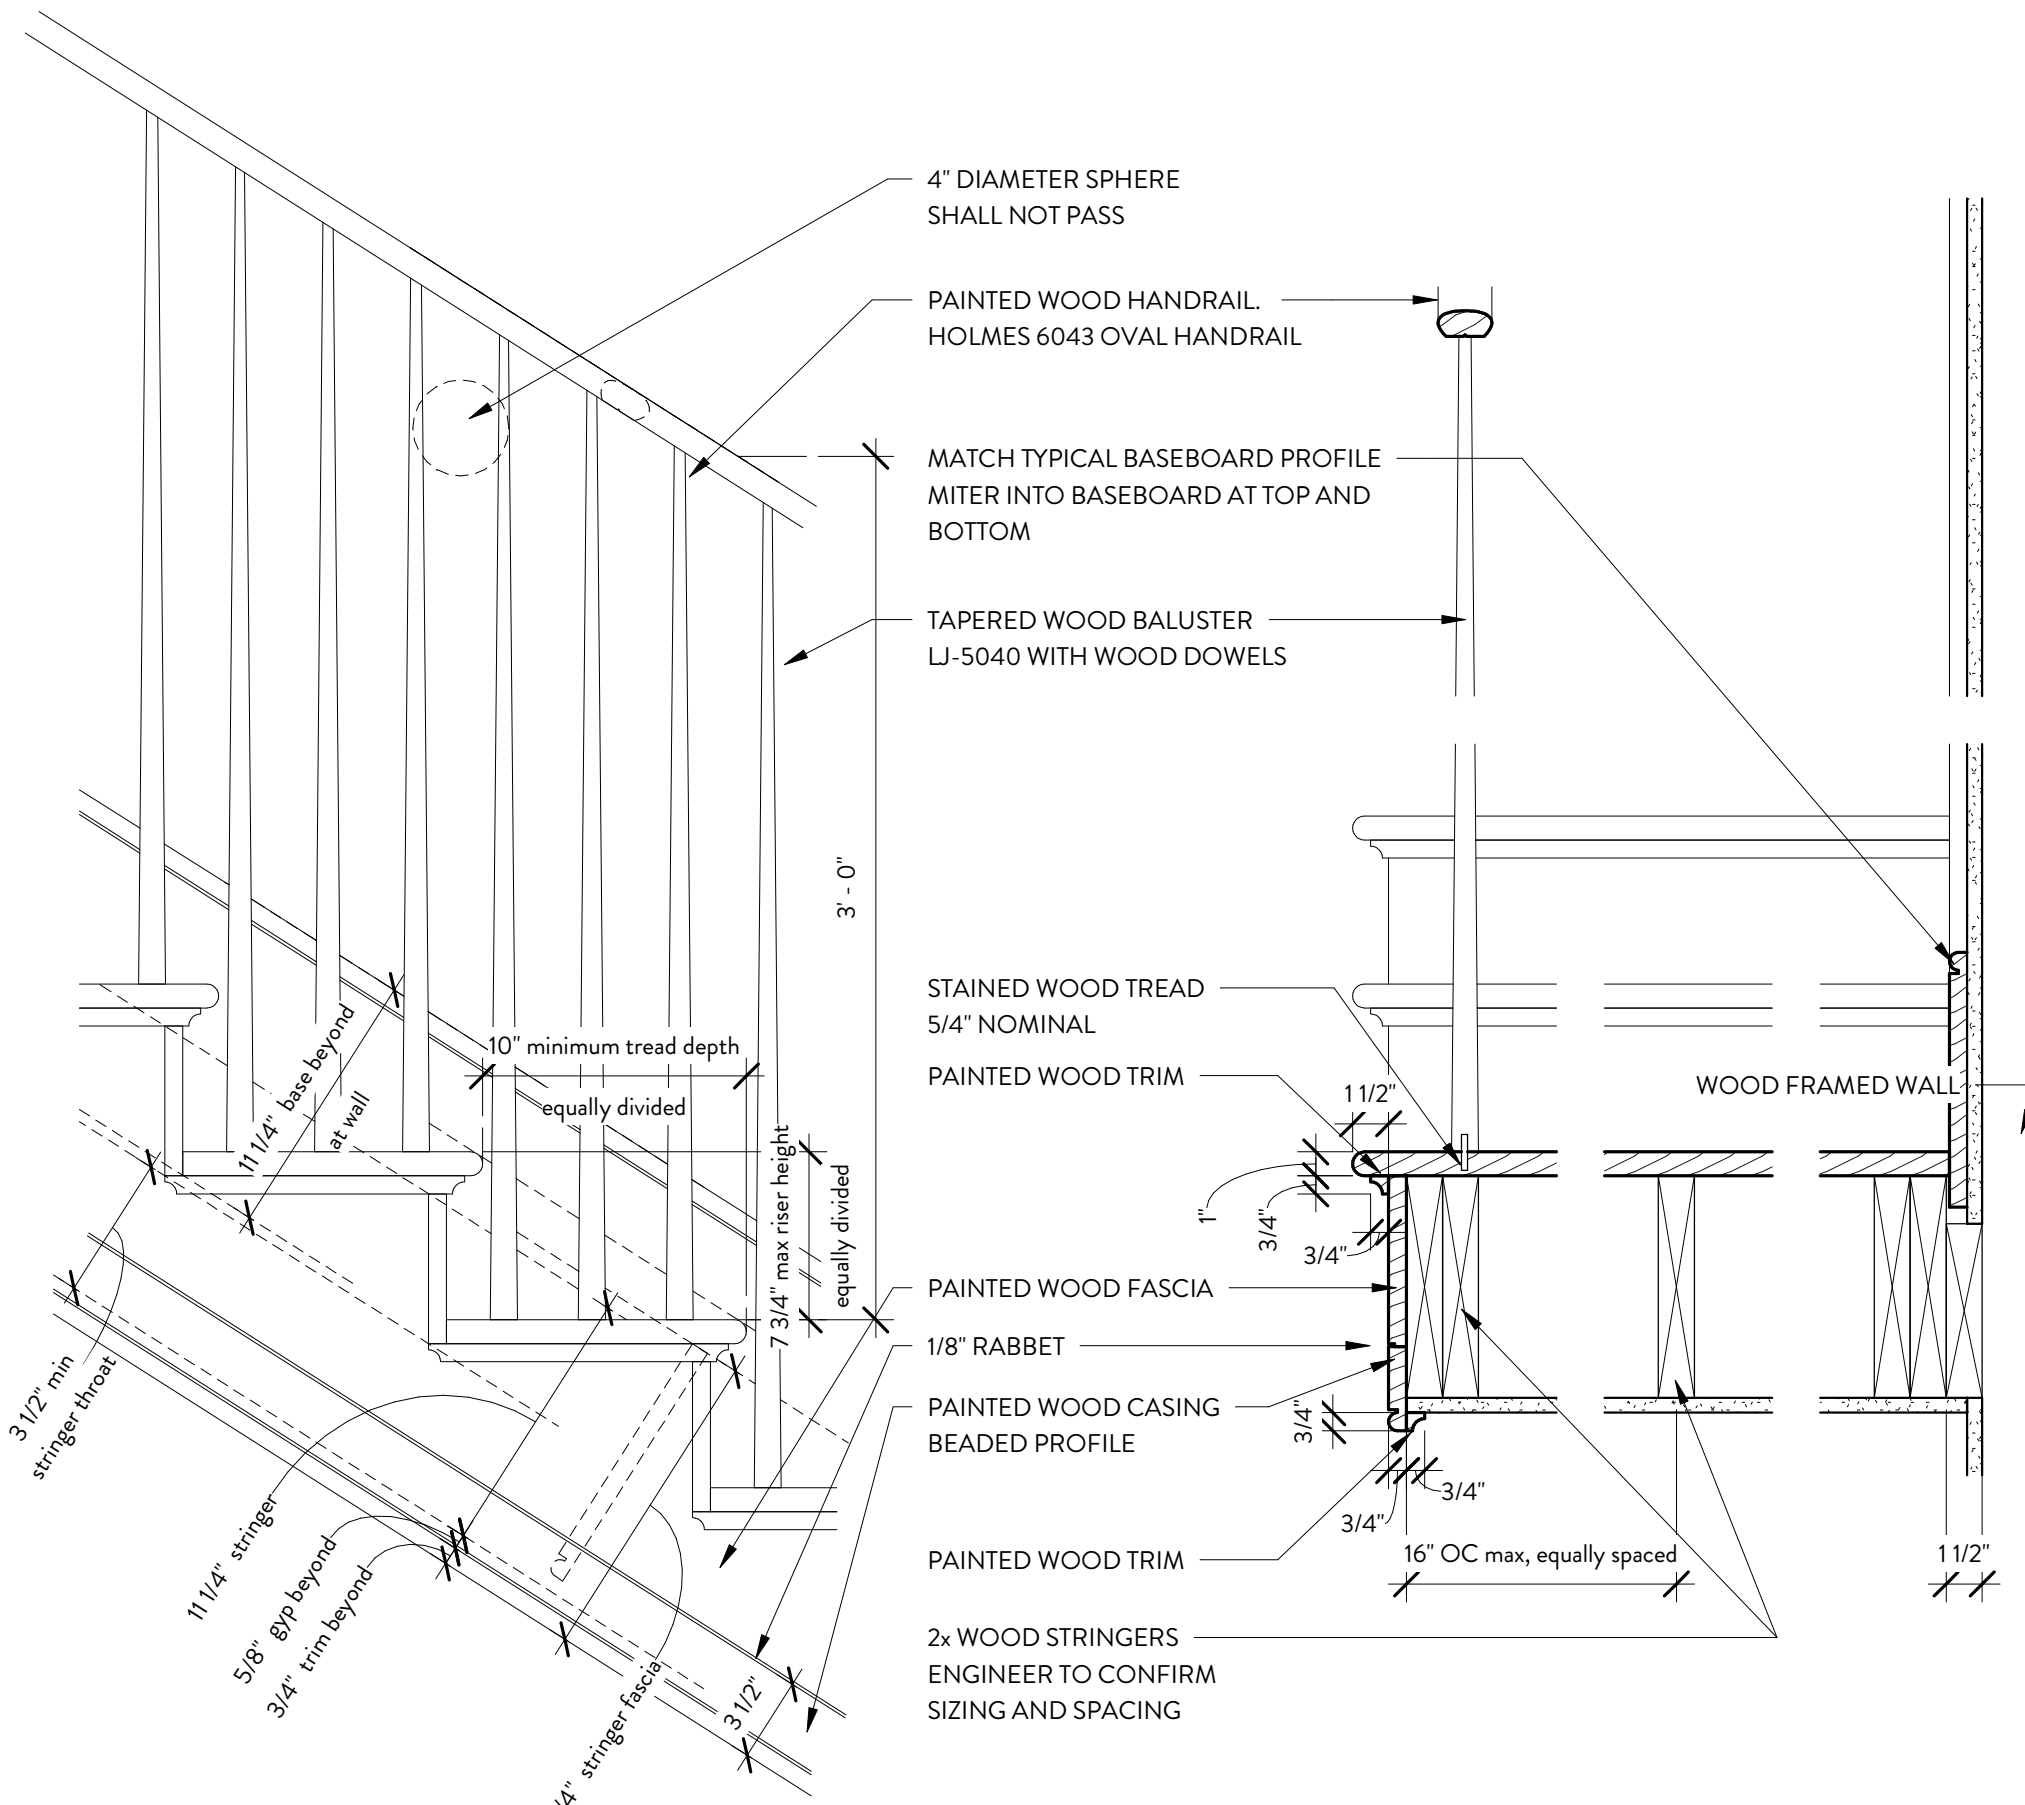 4" DIAMETER SPHERE
SHALL NOT PASS
PAINTED WOOD HANDRAIL.
HOLMES 6043 OVAL HANDRAIL
MATCH TYPICAL BASEBOARD PROFILE
MITER INTO BASEBOARD AT TOP AND
BOTTOM
TAPERED WOOD BALUSTER
LJ-5040 WITH WOOD DOWELS
3' - 0"
STAINED WOOD TREAD
5/4" NOMINAL
PAINTED WOOD TRIM
PAINTED WOOD FASCIA
1/8" RABBET
PAINTED WOOD CASING
BEADED PROFILE
PAINTED WOOD TRIM
2x WOOD STRINGERS
ENGINEER TO CONFIRM
SIZING AND SPACING
11 1/4" base beyond
at wall
10" minimum tread depth
equally divided
7 3/4" max riser height
equally divided
3 1/2" min
stringer throat
11 1/4" stringer
5/8" gyp beyond
3/4" trim beyond
/4" stringer fascia
3 1/2"
WOOD FRAMED WALL
1 1/2"
1"
3/4"
3/4"
3/4"
3/4"
3/4"
16" OC max, equally spaced
1 1/2"